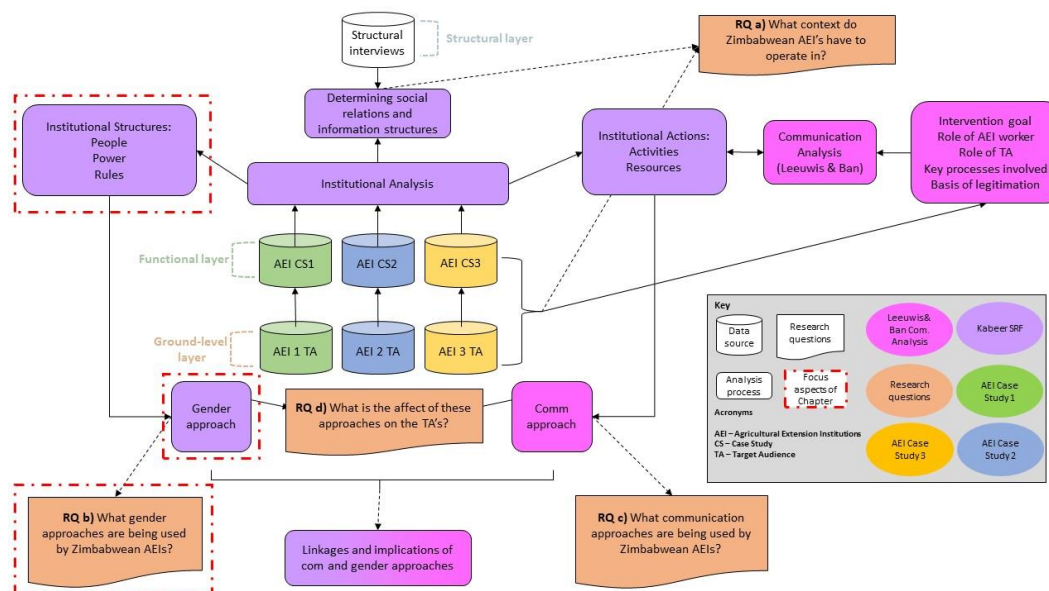 Structural
interviews
Structural layer
RQ a) What context do
Zimbabwean AEI's have to
operate in?
Determining social
relations and
information structures
Institutional Structures:
People
Power
Rules
Institutional Actions:
Activities
Resources
Communication
Analysis
(Leeuwis & Ban)
Intervention goal
Role of AEI worker
Role of TA
Key processes involved
Basis of legitimation
Institutional Analysis
Functional layer
AEI CS1
AEI CS2
AEI CS3
Ground-level
layer
AEI 1 TA
AEI 2 TA
AEI 3 TA
Gender
approach
RQ d) What is the affect of these
approaches on the TA's?
Comm
approach
RQ b) What gender
approaches are being used
by Zimbabwean AEIs?
Linkages and implications of
com and gender approaches
RQ c) What communication
approaches are being used by
Zimbabwean AEIs?
Key
Data
source
Research
questions
Leeuwis&
Ban Com.
Analysis
Kabeer SRF
Analysis
process
Focus
aspects of
Chapter
Research
questions
AEI Case
Study 1
Acronyms
AEI – Agricultural Extension Institutions
CS – Case Study
TA – Target Audience
AEI Case
Study 3
AEI Case
Study 2